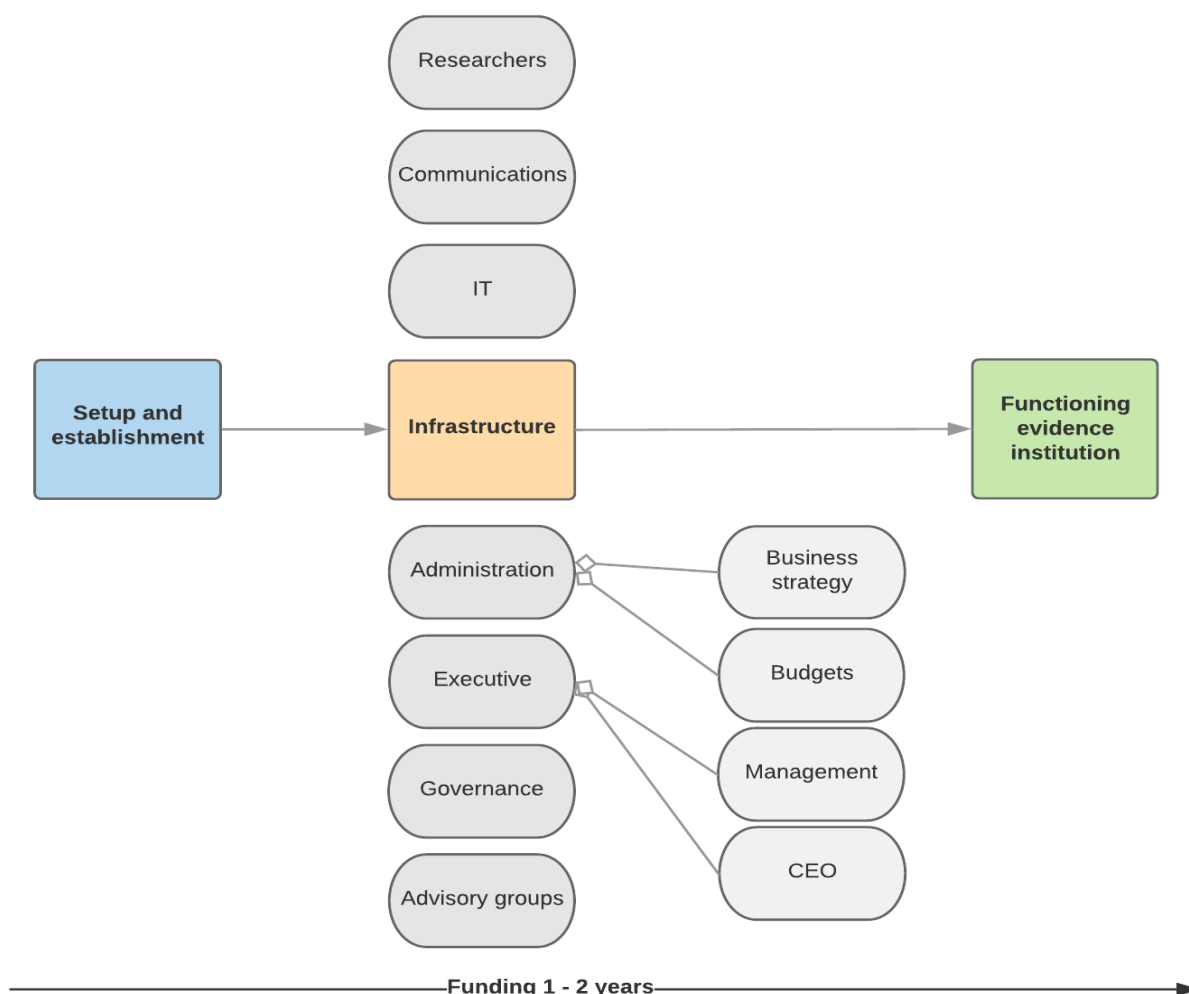 Researchers
Communications
IT
Setup and
establishment
Infrastructure
Functioning
evidence
institution
Administration
Business
strategy
Executive
Budgets
Governance
Management
Advisory groups
CEO
Funding 1 - 2 years